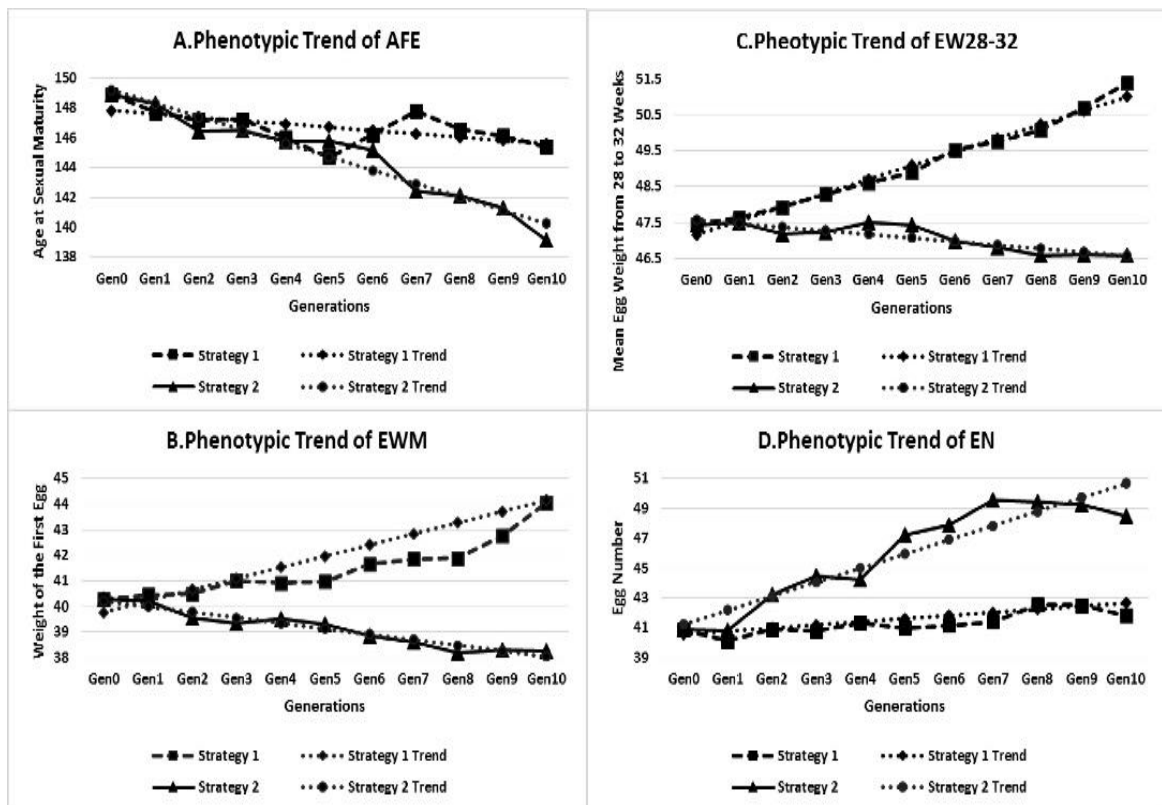 A.Phenotypic Trend of AFE
Age at Sexual Maturity
150
148
146
144
142
140
138
Gen0 Gen1 Gen2 Gen3 Gen4 Gen5 Gen6 Gen7 Gen8 Gen9 Gen10
Generations
Strategy 1 Strategy 1 Trend
Strategy 2 Strategy 2 Trend
C.Pheotypic Trend of EW28-32
Mean Egg Weight from 28 to 32 Weeks
51.5
50.5
49.5
48.5
47.5
46.5
Gen0 Gen1 Gen2 Gen3 Gen4 Gen5 Gen6 Gen7 Gen8 Gen9 Gen10
Generations
Strategy 1 Strategy 1 Trend
Strategy 2 Strategy 2 Trend
B.Phenotypic Trend of EWM
Weight of the First Egg
45
44
43
42
41
40
39
38
Gen0 Gen1 Gen2 Gen3 Gen4 Gen5 Gen6 Gen7 Gen8 Gen9 Gen10
Generations
Strategy 1 Strategy 1 Trend
Strategy 2 Strategy 2 Trend
D.Phenotypic Trend of EN
Egg Number
51
49
47
45
43
41
39
Gen0 Gen1 Gen2 Gen3 Gen4 Gen5 Gen6 Gen7 Gen8 Gen9 Gen10
Generations
Strategy 1 Strategy 1 Trend
Strategy 2 Strategy 2 Trend